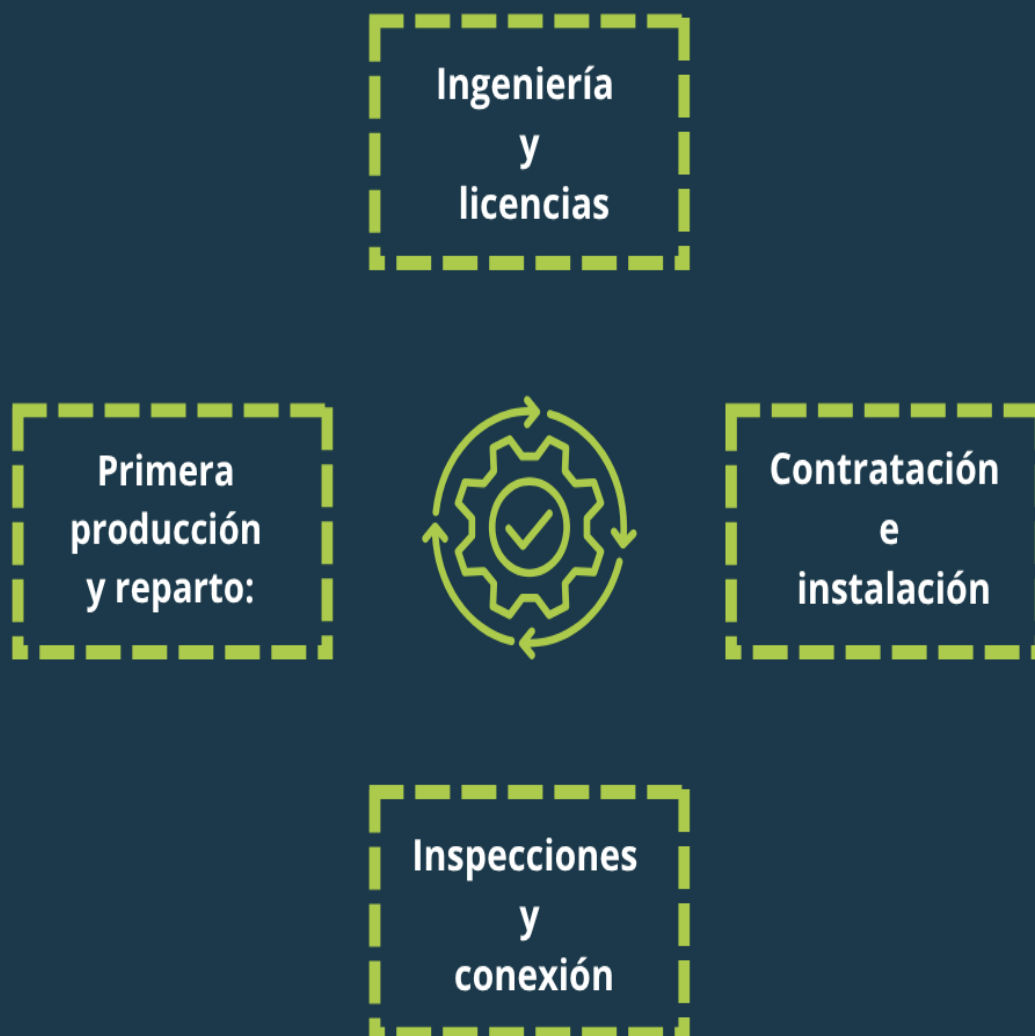 Ingeniería
y
licencias
Primera
producción
y reparto:
Contratación
e
instalación
Inspecciones
y
conexión